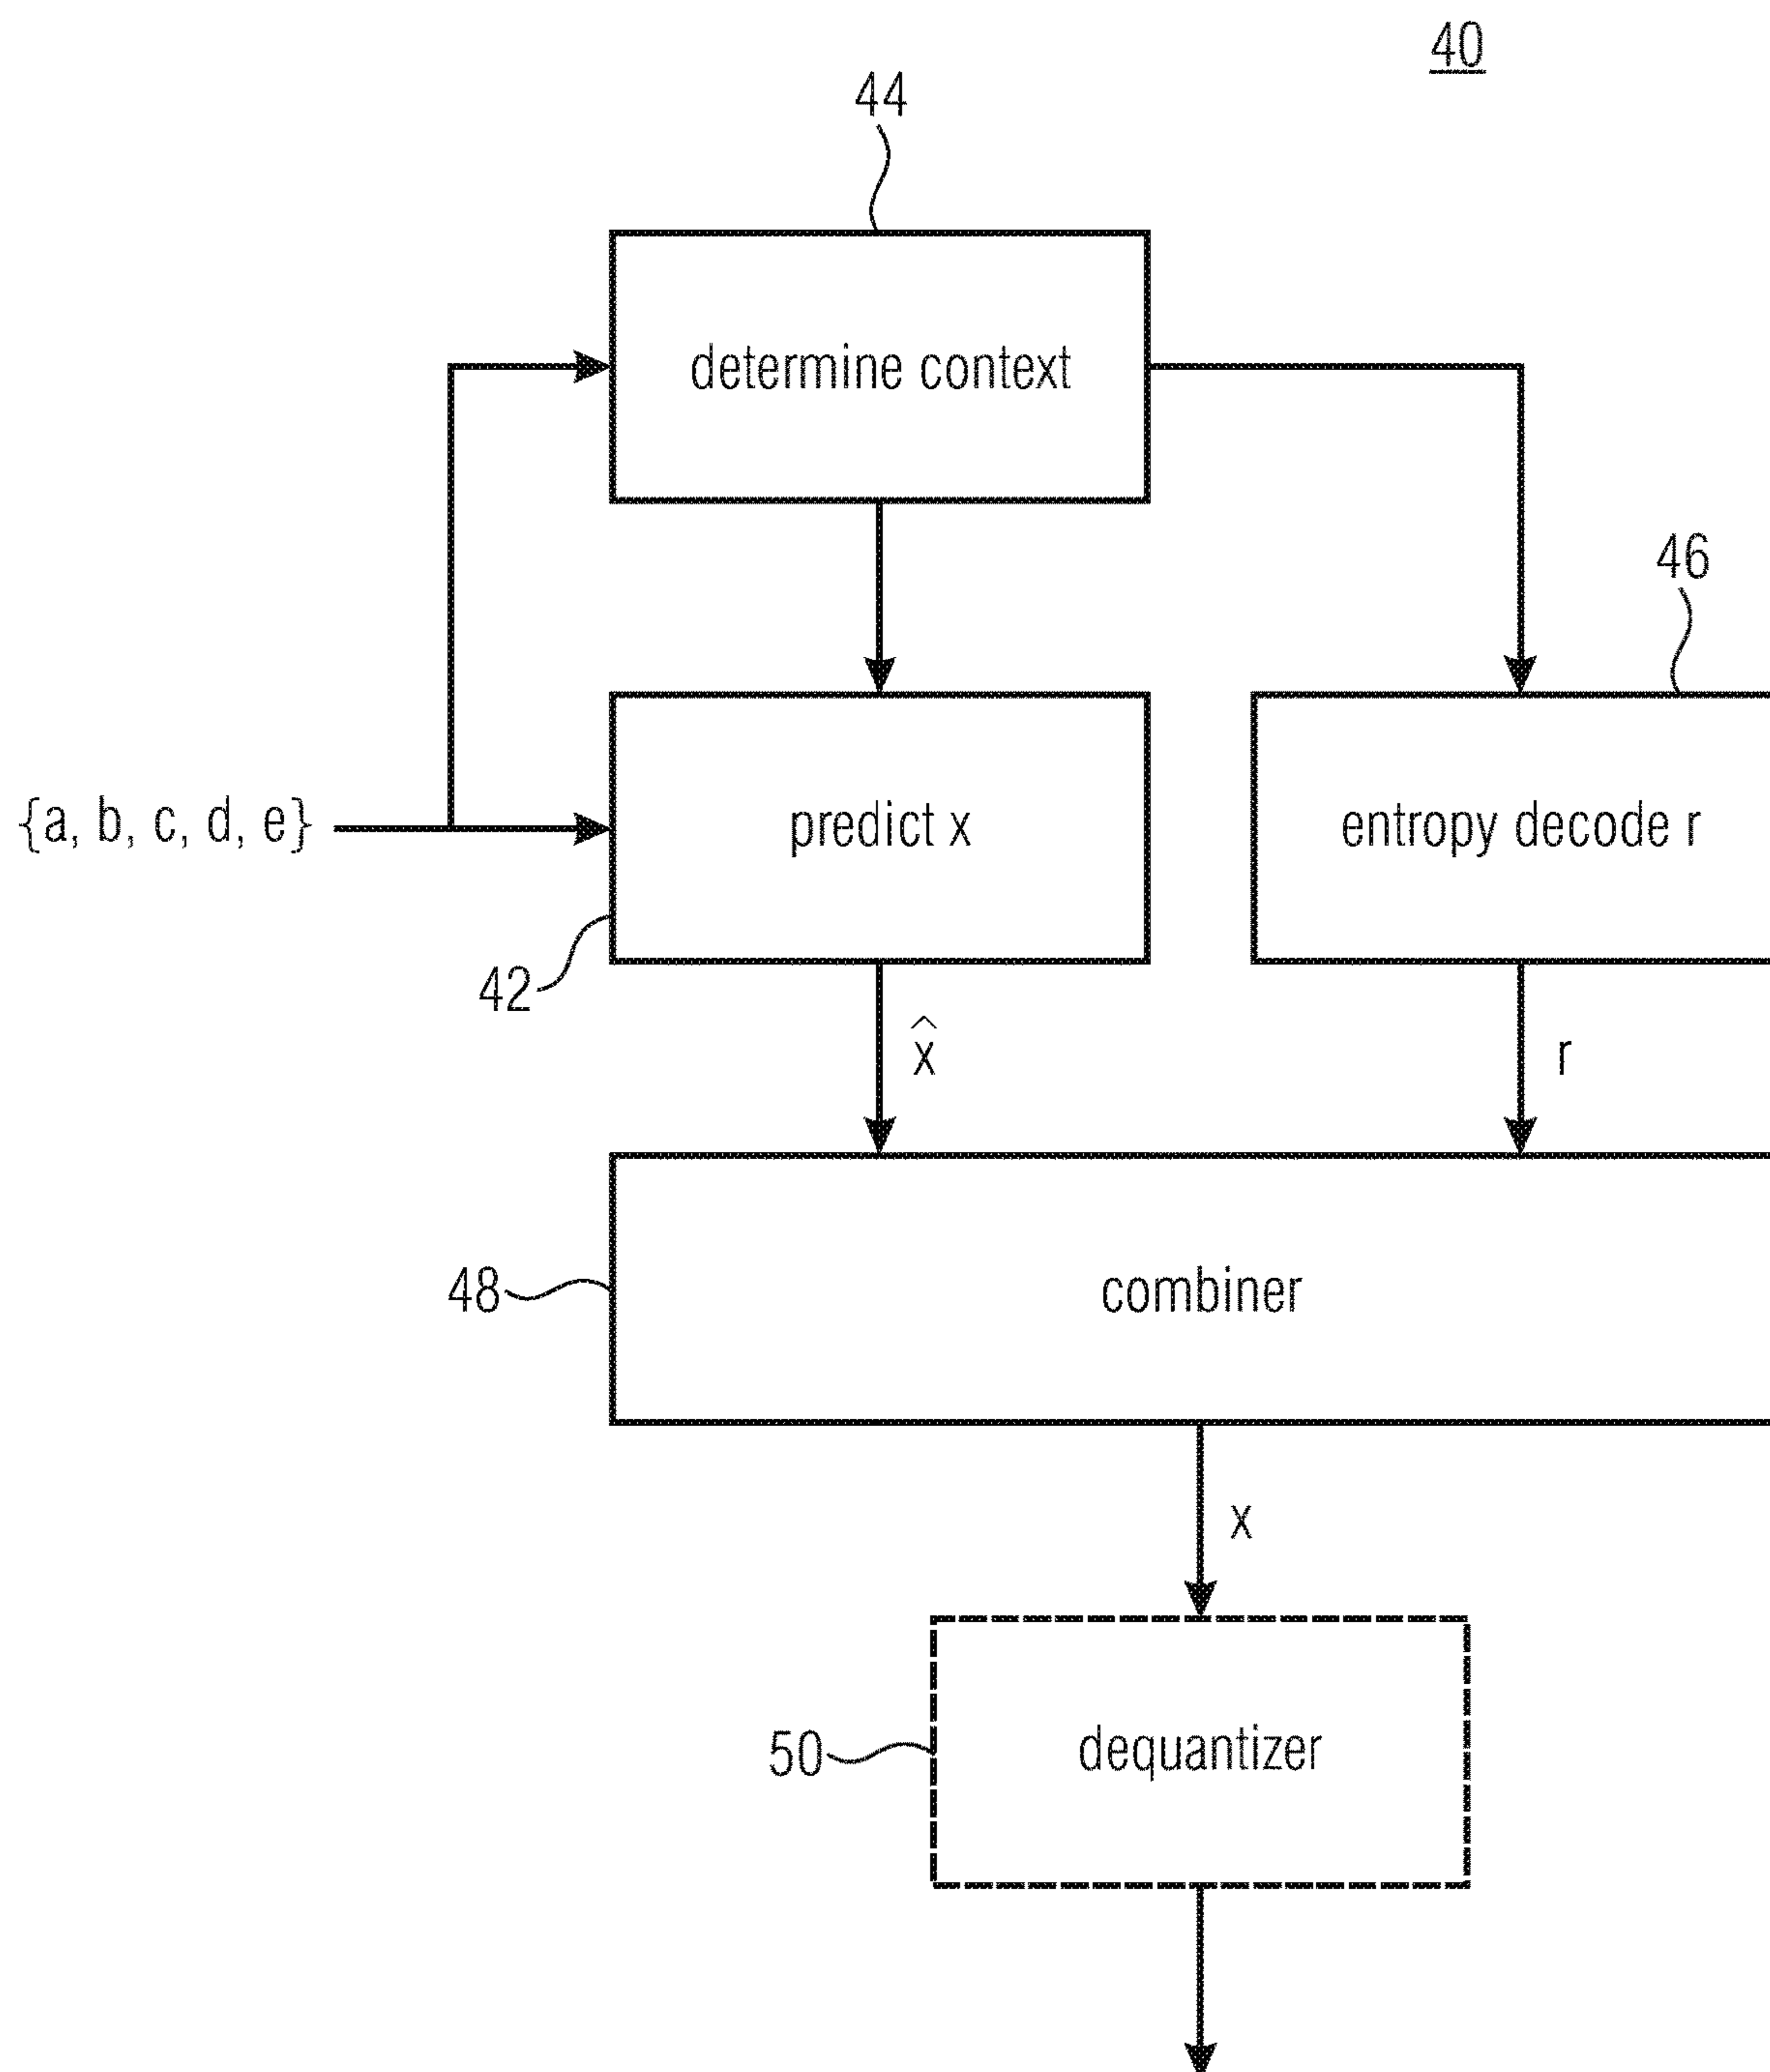 40
44
determine context
46
{a, b, c, d, e}
predict x
entropy decode r
42
x̂
r
48
combiner
x
50
dequantizer